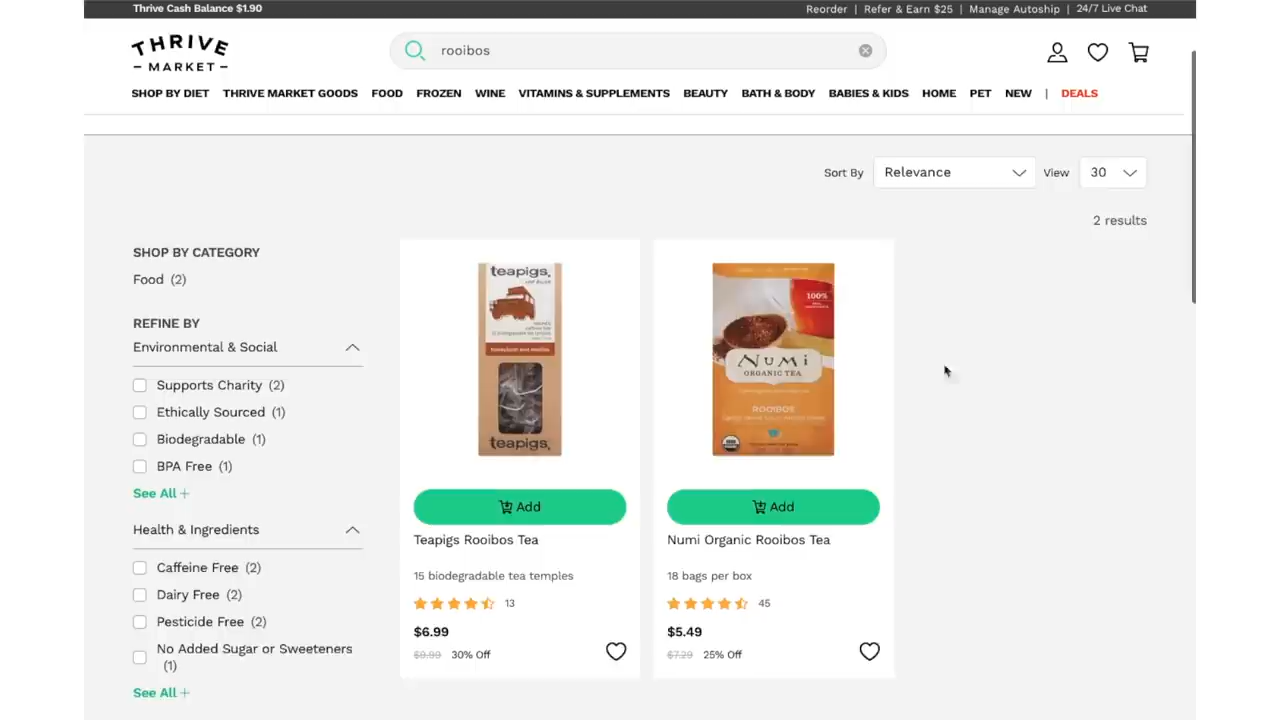 Thrive Cash Balance $1.90
Reorder | Refer & Earn $25 | Manage Autoship | 24/7 Live Chat
THRIVE
– MARKET –
rooibos
SHOP BY DIET THRIVE MARKET GOODS FOOD FROZEN WINE VITAMINS & SUPPLEMENTS BEAUTY BATH & BODY BABIES & KIDS HOME PET NEW | DEALS
Sort By Relevance View 30
2 results
SHOP BY CATEGORY
Food (2)
REFINE BY
Environmental & Social
Supports Charity (2)
Ethically Sourced (1)
Biodegradable (1)
BPA Free (1)
See All +
Health & Ingredients
Caffeine Free (2)
Dairy Free (2)
Pesticide Free (2)
No Added Sugar or Sweeteners
(1)
See All +
teapigs.
honeybush and rooibos
teapigs.
Add
Teapigs Rooibos Tea
15 biodegradable tea temples
13
$6.99
$9.99 30% Off
100%
NUMI
ORGANIC TEA
ROOIBOS
Add
Numi Organic Rooibos Tea
18 bags per box
45
$5.49
$7.29 25% Off